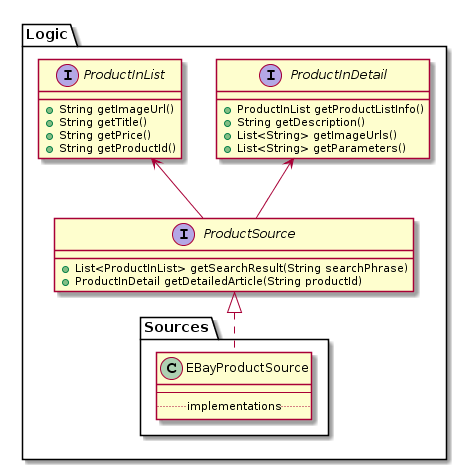 Logic
I ProductInList
String getImageUrl()
String getTitle()
String getPrice()
String getProductId()
I ProductInDetail
ProductInList getProductListInfo()
String getDescription()
List<String> getImageUrls()
List<String> getParameters()
I ProductSource
List<ProductInList> getSearchResult(String searchPhrase)
ProductInDetail getDetailedArticle(String productId)
Sources
C EBayProductSource
implementations